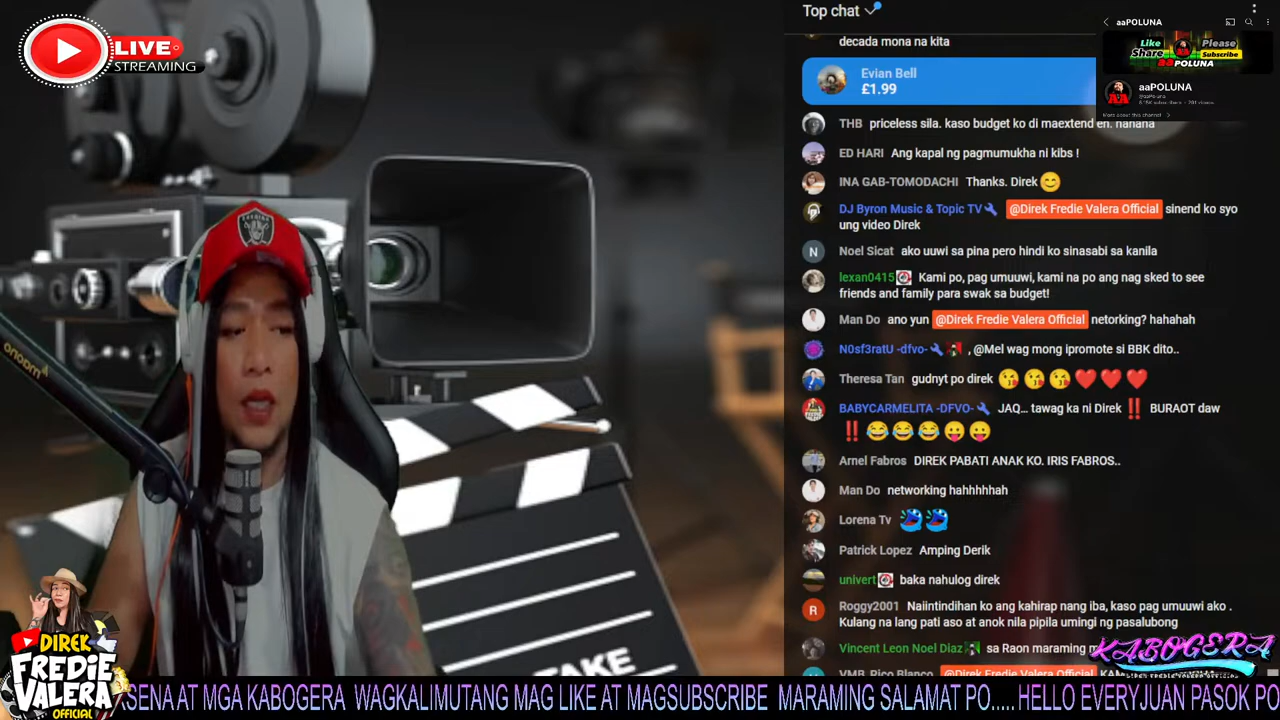 LIVE
STREAMING
Top chat
aaPOLUNA
Like
Share
Please
Subscribe
aaPOLUNA
aaPOLUNA
decada mona na kita
Evian Bell
£1.99
THB priceless sila. kaso budget ko di maextend eh. hahaha
ED HARI Ang kapal ng pagmumukha ni kibs !
INA GAB-TOMODACHI Thanks. Direk 😊
DJ Byron Music & Topic TV @Direk Fredie Valera Official sinend ko syo
ung video Direk
N Noel Sicat ako uuwi sa pina pero hindi ko sinasabi sa kanila
lexan0415 Kami po, pag umuuwi, kami na po ang nag sked to see
friends and family para swak sa budget!
Man Do ano yun @Direk Fredie Valera Official netorking? hahahah
N0sf3ratU -dfvo- , @Mel wag mong ipromote si BBK dito..
Theresa Tan gudnyt po direk 😘😘😘❤️❤️❤️
BABYCARMELITA -DFVO- JAQ... tawag ka ni Direk ‼️ BURAOT daw
‼️😂😂😂😛😛
Arnel Fabros DIREK PABATI ANAK KO. IRIS FABROS..
Man Do networking hahhhhhah
Lorena Tv
Patrick Lopez Amping Derik
univert baka nahulog direk
R Roggy2001 Naiintindihan ko ang kahirap nang iba, kaso pag umuuwi ako .
Kulang na lang pati aso at anok nila pipila umingi ng pasalubong
Vincent Leon Noel Diaz sa Raon maraming
VMB Rico Blanco @Direk Fredie Valera Official
KABOGERA
maono
RAIDERS
TAKE
DIREK
FREDIE
VALERA
OFFICIAL
SENA AT MGA KABOGERA WAGKALIMUTANG MAG LIKE AT MAGSUBSCRIBE MARAMING SALAMAT PO..... HELLO EVERYJUAN PASOK PO